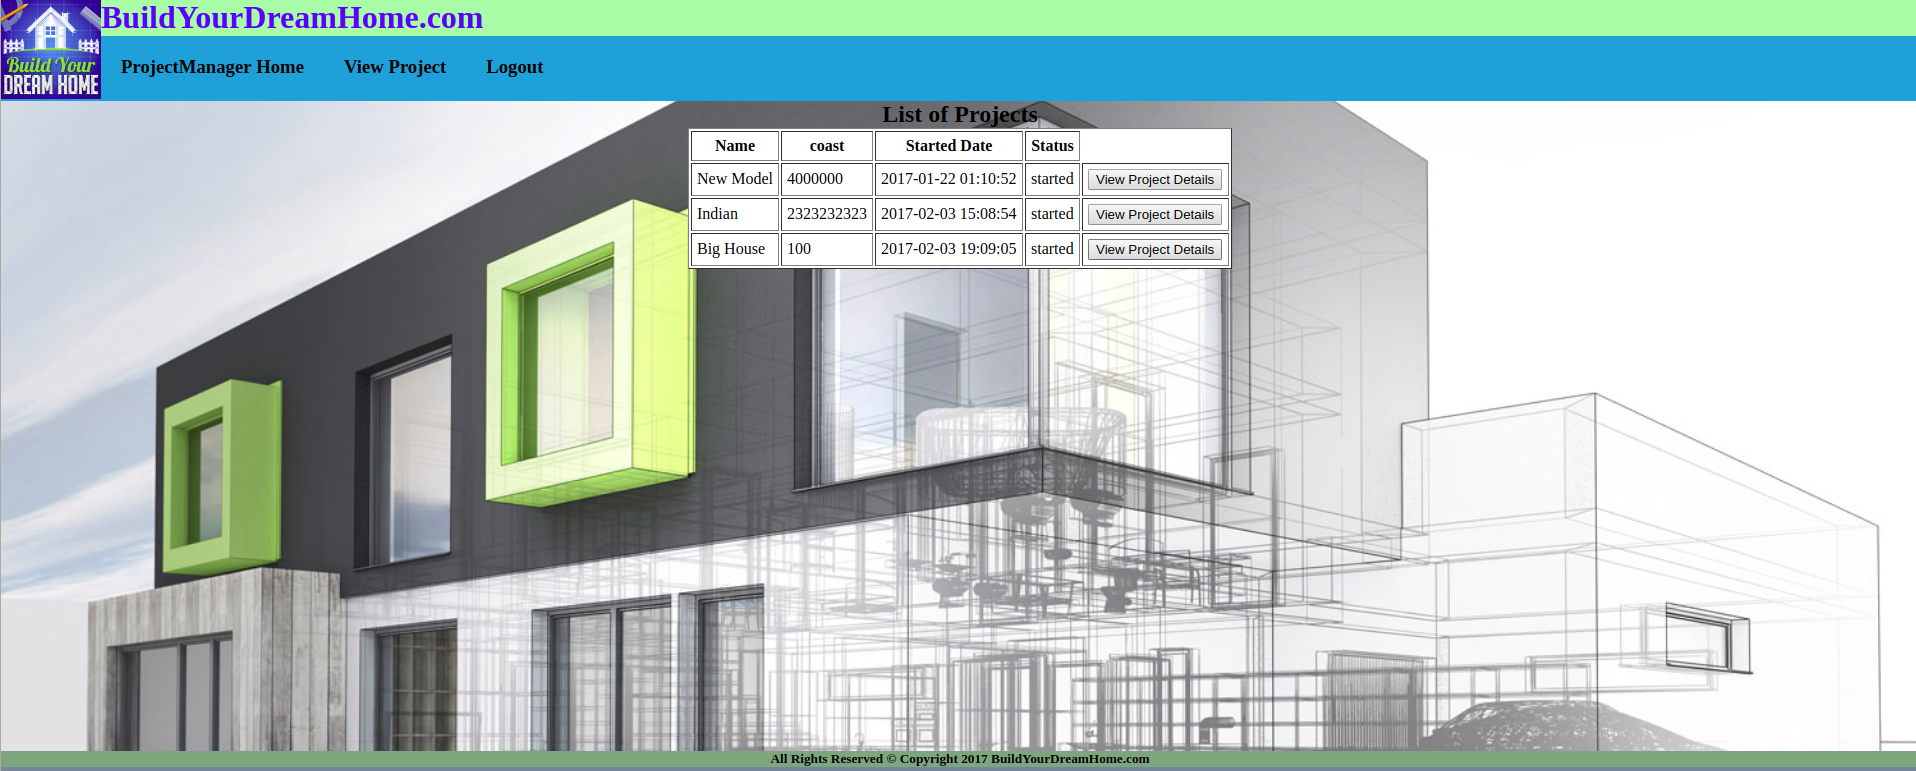 BuildYourDreamHome.com
Build Your
DREAM HOME
ProjectManager Home View Project Logout
List of Projects
Name coast Started Date Status
New Model 4000000 2017-01-22 01:10:52 started View Project Details
Indian 2323232323 2017-02-03 15:08:54 started View Project Details
Big House 100 2017-02-03 19:09:05 started View Project Details
All Rights Reserved © Copyright 2017 BuildYourDreamHome.com